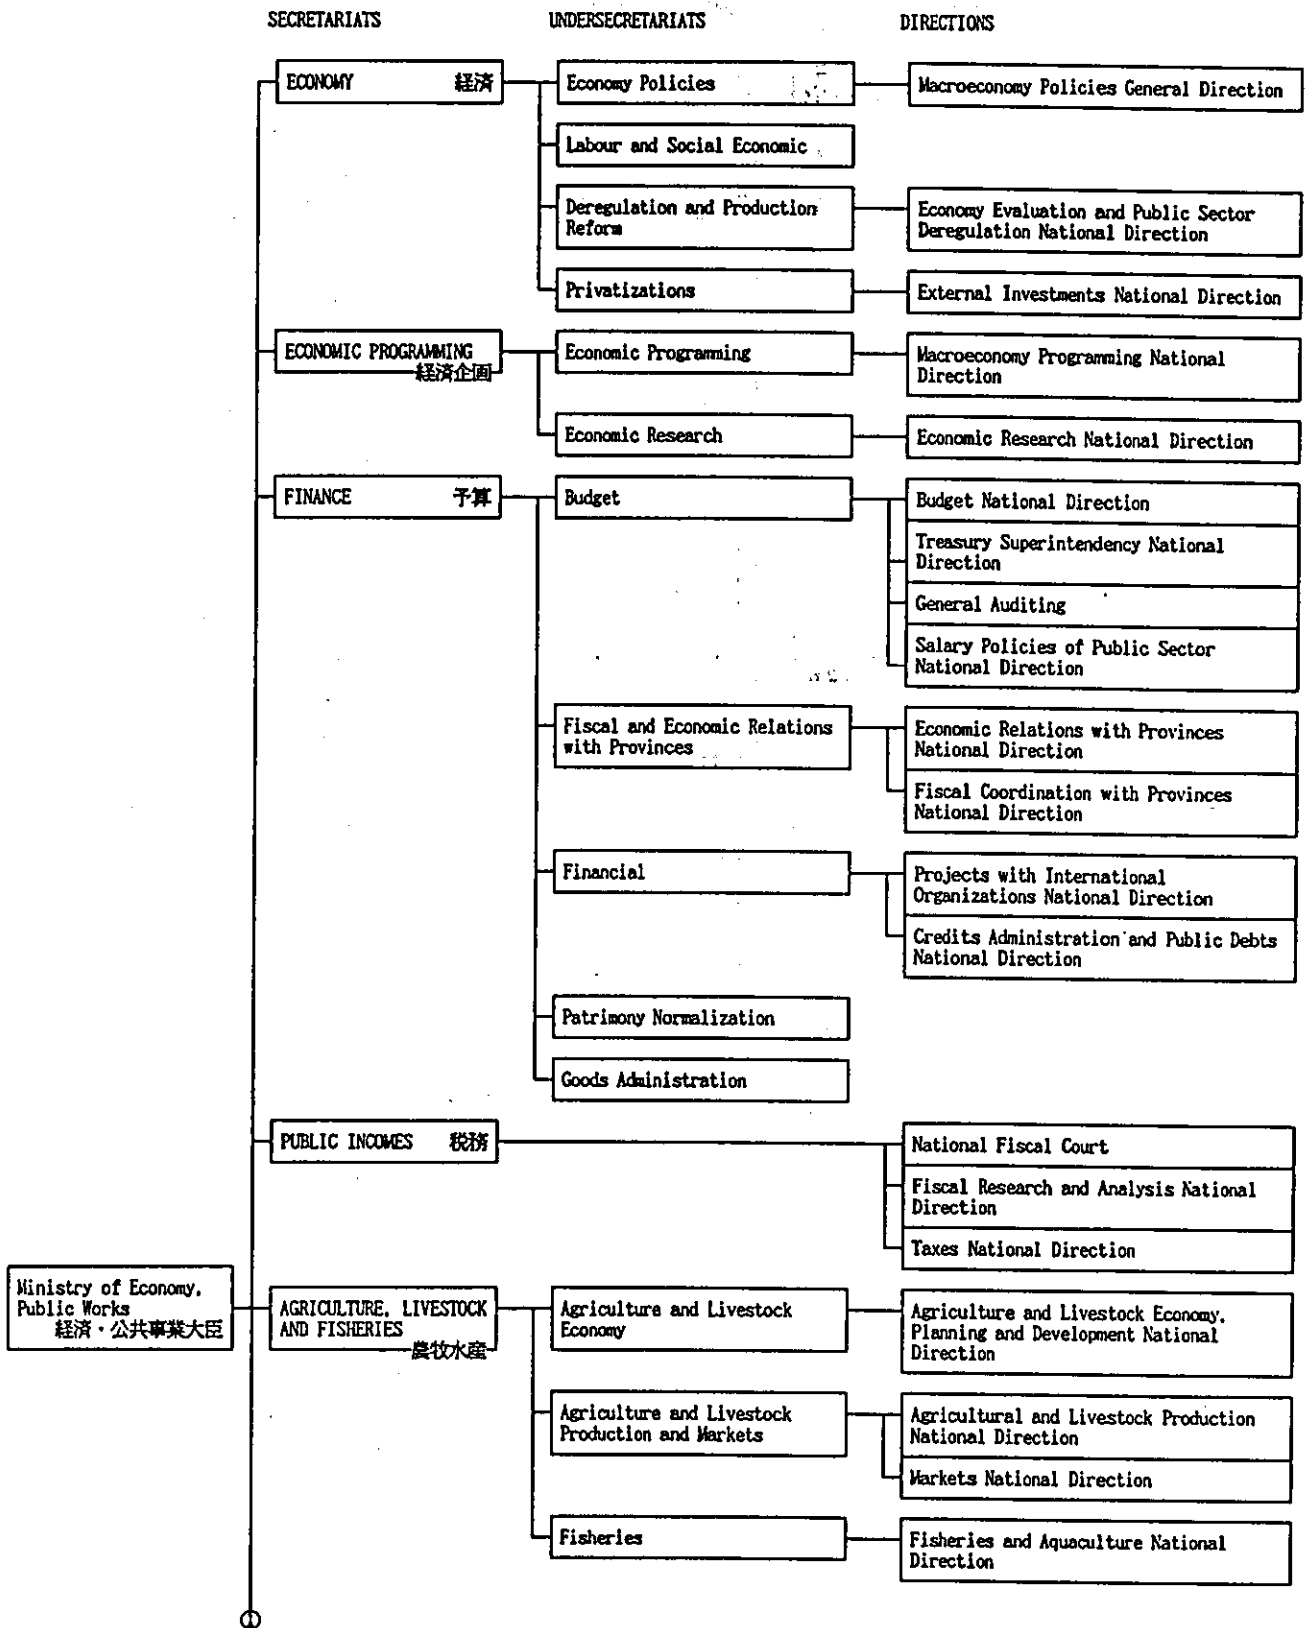 SECRETARIATS
UNDERSECRETARIATS
DIRECTIONS
ECONOMY 経済
Economy Policies
Macroeconomy Policies General Direction
Labour and Social Economic
Deregulation and Production
Reform
Economy Evaluation and Public Sector
Deregulation National Direction
Privatizations
External Investments National Direction
ECONOMIC PROGRAMMING
経済企画
Economic Programming
Macroeconomy Programming National
Direction
Economic Research
Economic Research National Direction
FINANCE 予算
Budget
Budget National Direction
Treasury Superintendency National
Direction
General Auditing
Salary Policies of Public Sector
National Direction
Fiscal and Economic Relations
with Provinces
Economic Relations with Provinces
National Direction
Fiscal Coordination with Provinces
National Direction
Financial
Projects with International
Organizations National Direction
Credits Administration and Public Debts
National Direction
Patrimony Normalization
Goods Administration
PUBLIC INCOMES 税務
National Fiscal Court
Fiscal Research and Analysis National
Direction
Taxes National Direction
Ministry of Economy,
Public Works
経済・公共事業大臣
AGRICULTURE, LIVESTOCK
AND FISHERIES
農牧水産
Agriculture and Livestock
Economy
Agriculture and Livestock Economy,
Planning and Development National
Direction
Agriculture and Livestock
Production and Markets
Agricultural and Livestock Production
National Direction
Markets National Direction
Fisheries
Fisheries and Aquaculture National
Direction
①